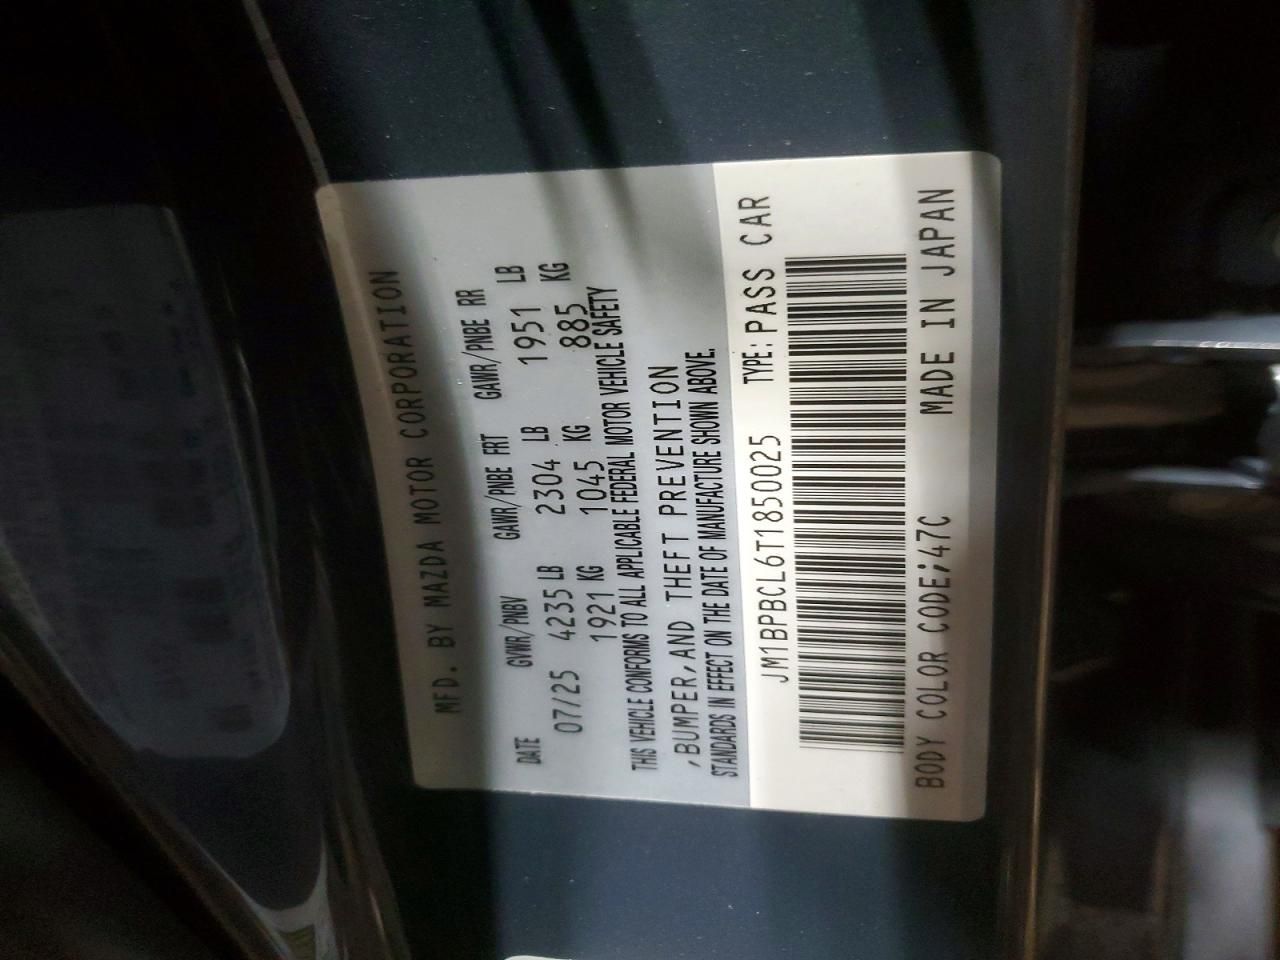 MFD. BY MAZDA MOTOR CORPORATION
DATE GVWR/PNBV GAWR/PNBE FRT GAWR/PNBE RR
07/25 4235 LB 2304 LB 1951 LB
1921 KG 1045 KG 885 KG
THIS VEHICLE CONFORMS TO ALL APPLICABLE FEDERAL MOTOR VEHICLE SAFETY
,BUMPER,AND THEFT PREVENTION
STANDARDS IN EFFECT ON THE DATE OF MANUFACTURE SHOWN ABOVE.
JM1BPBCL6T1850025 TYPE: PASS CAR
BODY COLOR CODE;47C MADE IN JAPAN